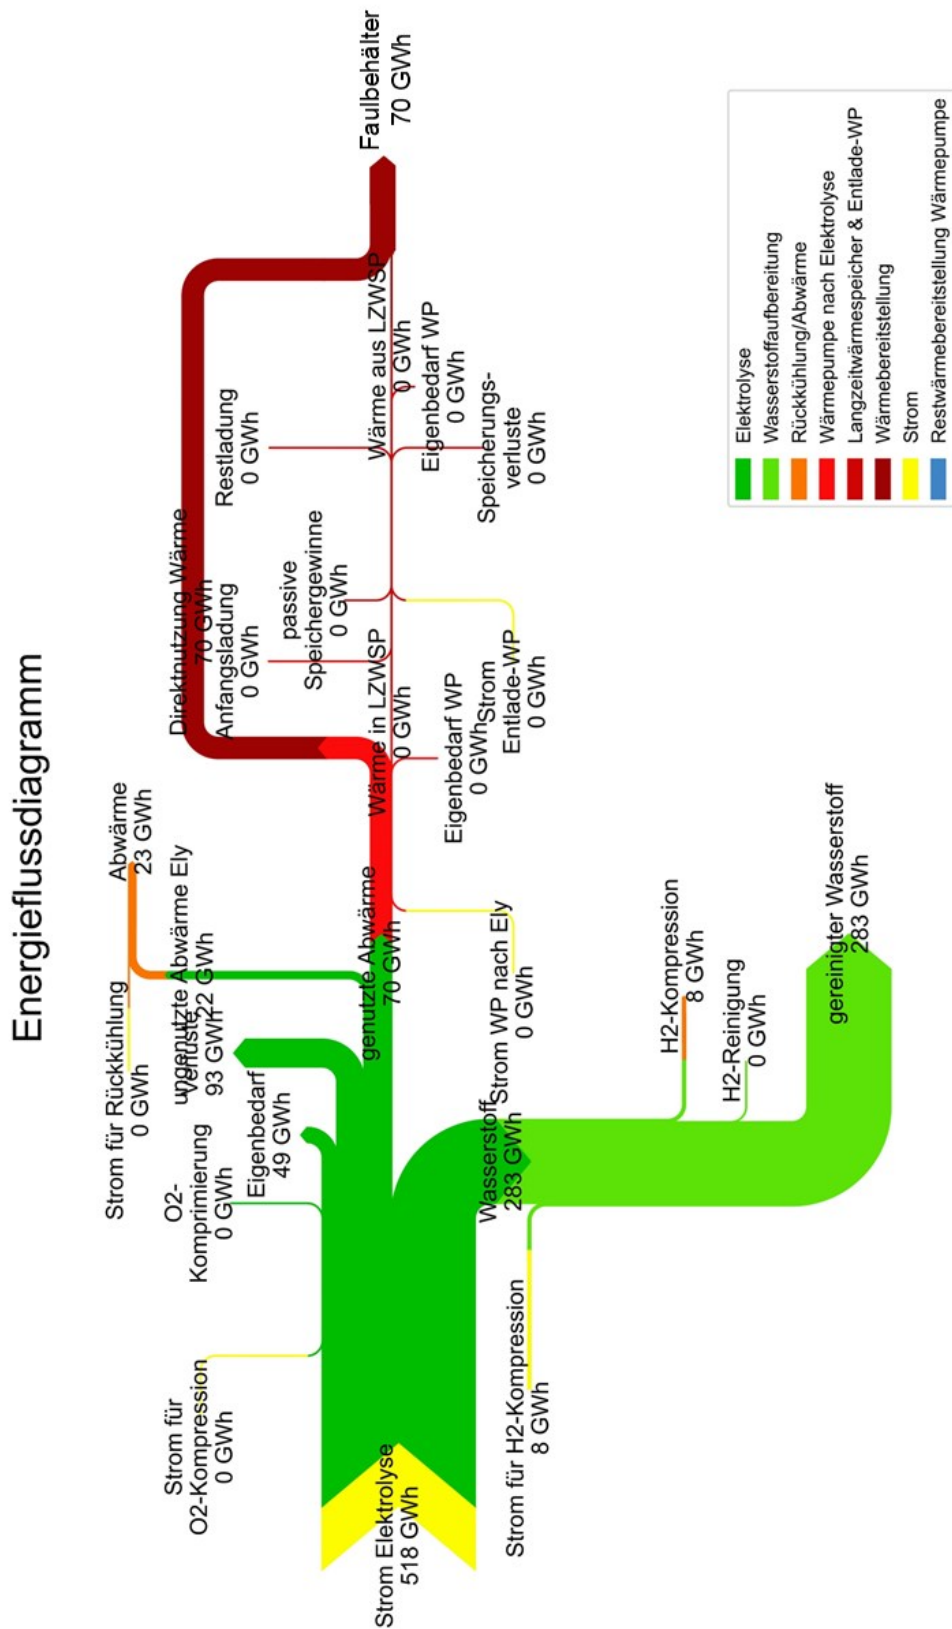 Energieflussdiagramm
Strom für Rückkühlung
0 GWh
Abwärme
23 GWh
Strom für
O2-Kompression
0 GWh
O2-
Komprimierung
0 GWh
Eigenbedarf
49 GWh
Verluste
93 GWh
ungenutzte Abwärme Ely
22 GWh
Direktnutzung Wärme
70 GWh
Anfangsladung
0 GWh
Restladung
0 GWh
passive
Speichergewinne
0 GWh
Strom Elektrolyse
518 GWh
genutzte Abwärme
70 GWh
Wärme in LZWSP
0 GWh
Wärme aus LZWSP
0 GWh
Faulbehälter
70 GWh
Eigenbedarf WP
0 GWh
Strom
Entlade-WP
0 GWh
Eigenbedarf WP
0 GWh
Speicherungs-
verluste
0 GWh
Wasserstoff
283 GWh
Strom WP nach Ely
0 GWh
Strom für H2-Kompression
8 GWh
H2-Kompression
8 GWh
H2-Reinigung
0 GWh
gereinigter Wasserstoff
283 GWh
Elektrolyse
Wasserstoffaufbereitung
Rückkühlung/Abwärme
Wärmepumpe nach Elektrolyse
Langzeitwärmespeicher & Entlade-WP
Wärmebereitstellung
Strom
Restwärmebereitstellung Wärmepumpe